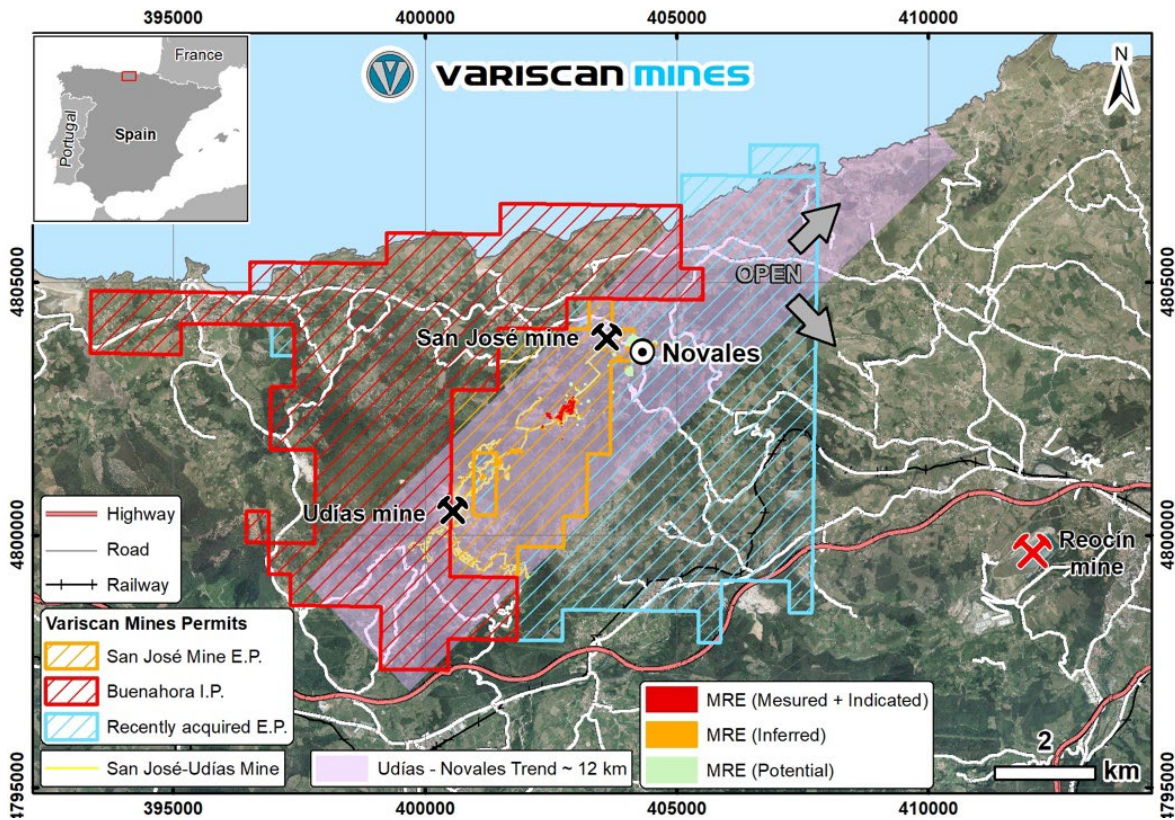 395000 400000 405000 410000
France
Portugal
Spain
V VARISCAN MINES
N
OPEN
San José mine
Novales
Udías mine
Reocín
mine
4805000
4800000
4795000
4805000
4800000
4795000
Highway
Road
Railway
Variscan Mines Permits
San José Mine E.P.
Buenahora I.P.
Recently acquired E.P.
San José-Udías Mine
Udías - Novales Trend ~ 12 km
MRE (Mesured + Indicated)
MRE (Inferred)
MRE (Potential)
2
km
395000 400000 405000 410000